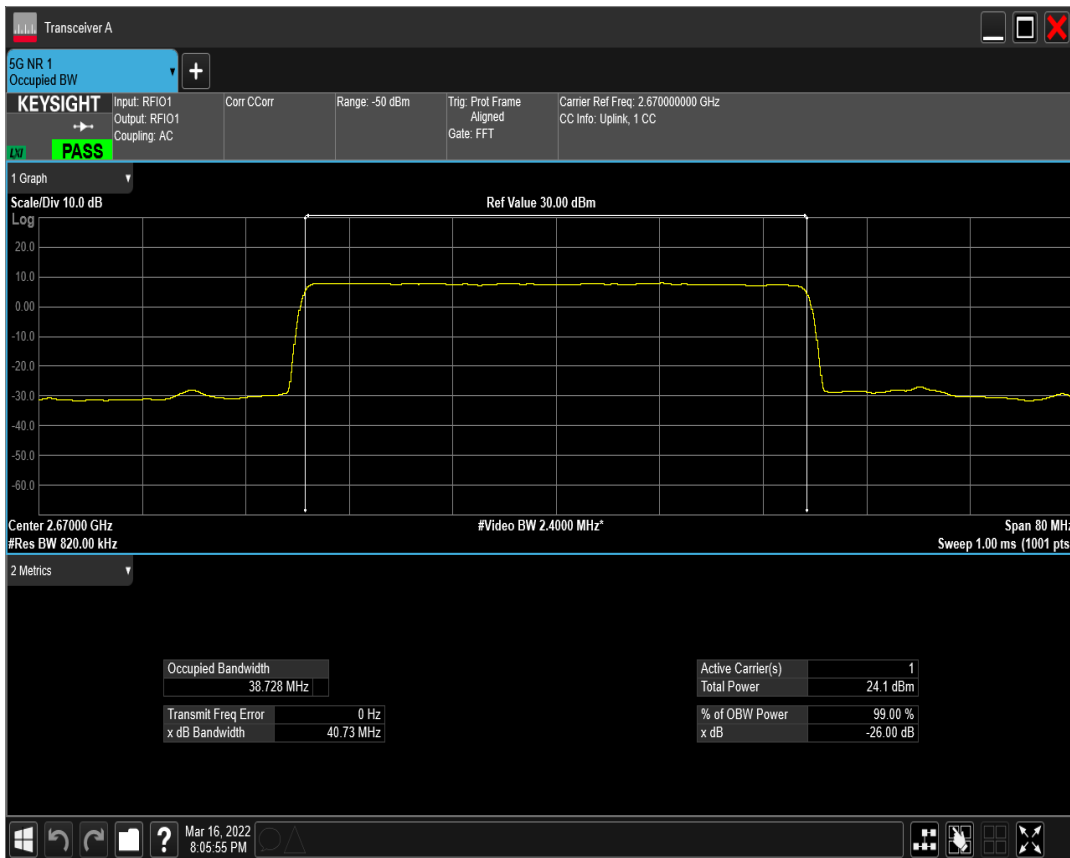 Transceiver A
5G NR 1
Occupied BW
+
KEYSIGHT
LXI
PASS
Input: RFIO1
Output: RFIO1
Coupling: AC
Corr CCorr
Range: -50 dBm
Trig: Prot Frame
Aligned
Gate: FFT
Carrier Ref Freq: 2.670000000 GHz
CC Info: Uplink, 1 CC
1 Graph
Scale/Div 10.0 dB
Ref Value 30.00 dBm
Log
20.0
10.0
0.00
-10.0
-20.0
-30.0
-40.0
-50.0
-60.0
Center 2.67000 GHz
#Video BW 2.4000 MHz*
Span 80 MHz
#Res BW 820.00 kHz
Sweep 1.00 ms (1001 pts
2 Metrics
Occupied Bandwidth
38.728 MHz
Transmit Freq Error 0 Hz
x dB Bandwidth 40.73 MHz
Active Carrier(s) 1
Total Power 24.1 dBm
% of OBW Power 99.00 %
x dB -26.00 dB
?
Mar 16, 2022
8:05:55 PM